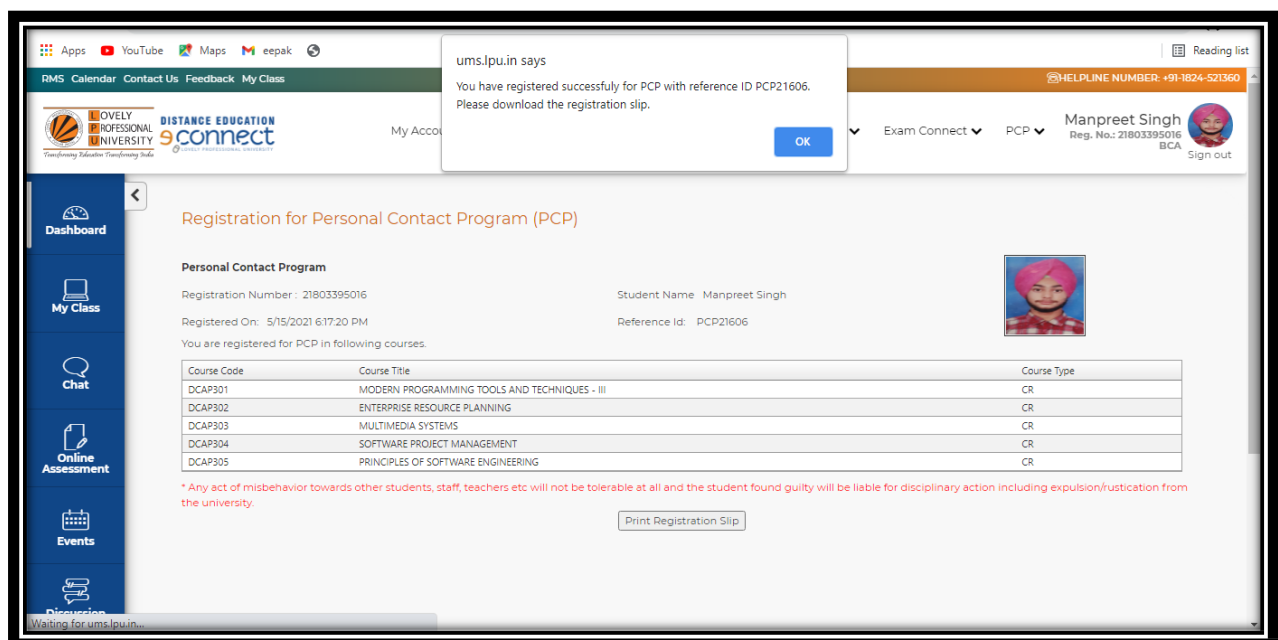 Apps YouTube Maps eepak Reading list
ums.lpu.in says
You have registered successfuly for PCP with reference ID PCP21606.
Please download the registration slip.
OK
RMS Calendar Contact Us Feedback My Class HELPLINE NUMBER: +91-1824-521360
LOVELY
PROFESSIONAL
UNIVERSITY
Transforming Education Transforming India
DISTANCE EDUCATION
econnect
LOVELY PROFESSIONAL UNIVERSITY
My Accou Exam Connect PCP
Manpreet Singh
Reg. No.: 21803395016
BCA
Sign out
Dashboard
My Class
Chat
Online
Assessment
Events
Discussion
Registration for Personal Contact Program (PCP)
Personal Contact Program
Registration Number : 21803395016 Student Name Manpreet Singh
Registered On: 5/15/2021 6:17:20 PM Reference Id: PCP21606
You are registered for PCP in following courses.
Course Code Course Title Course Type
DCAP301 MODERN PROGRAMMING TOOLS AND TECHNIQUES - III CR
DCAP302 ENTERPRISE RESOURCE PLANNING CR
DCAP303 MULTIMEDIA SYSTEMS CR
DCAP304 SOFTWARE PROJECT MANAGEMENT CR
DCAP305 PRINCIPLES OF SOFTWARE ENGINEERING CR
* Any act of misbehavior towards other students, staff, teachers etc will not be tolerable at all and the student found guilty will be liable for disciplinary action including expulsion/rustication from
the university.
Print Registration Slip
Waiting for ums.lpu.in...